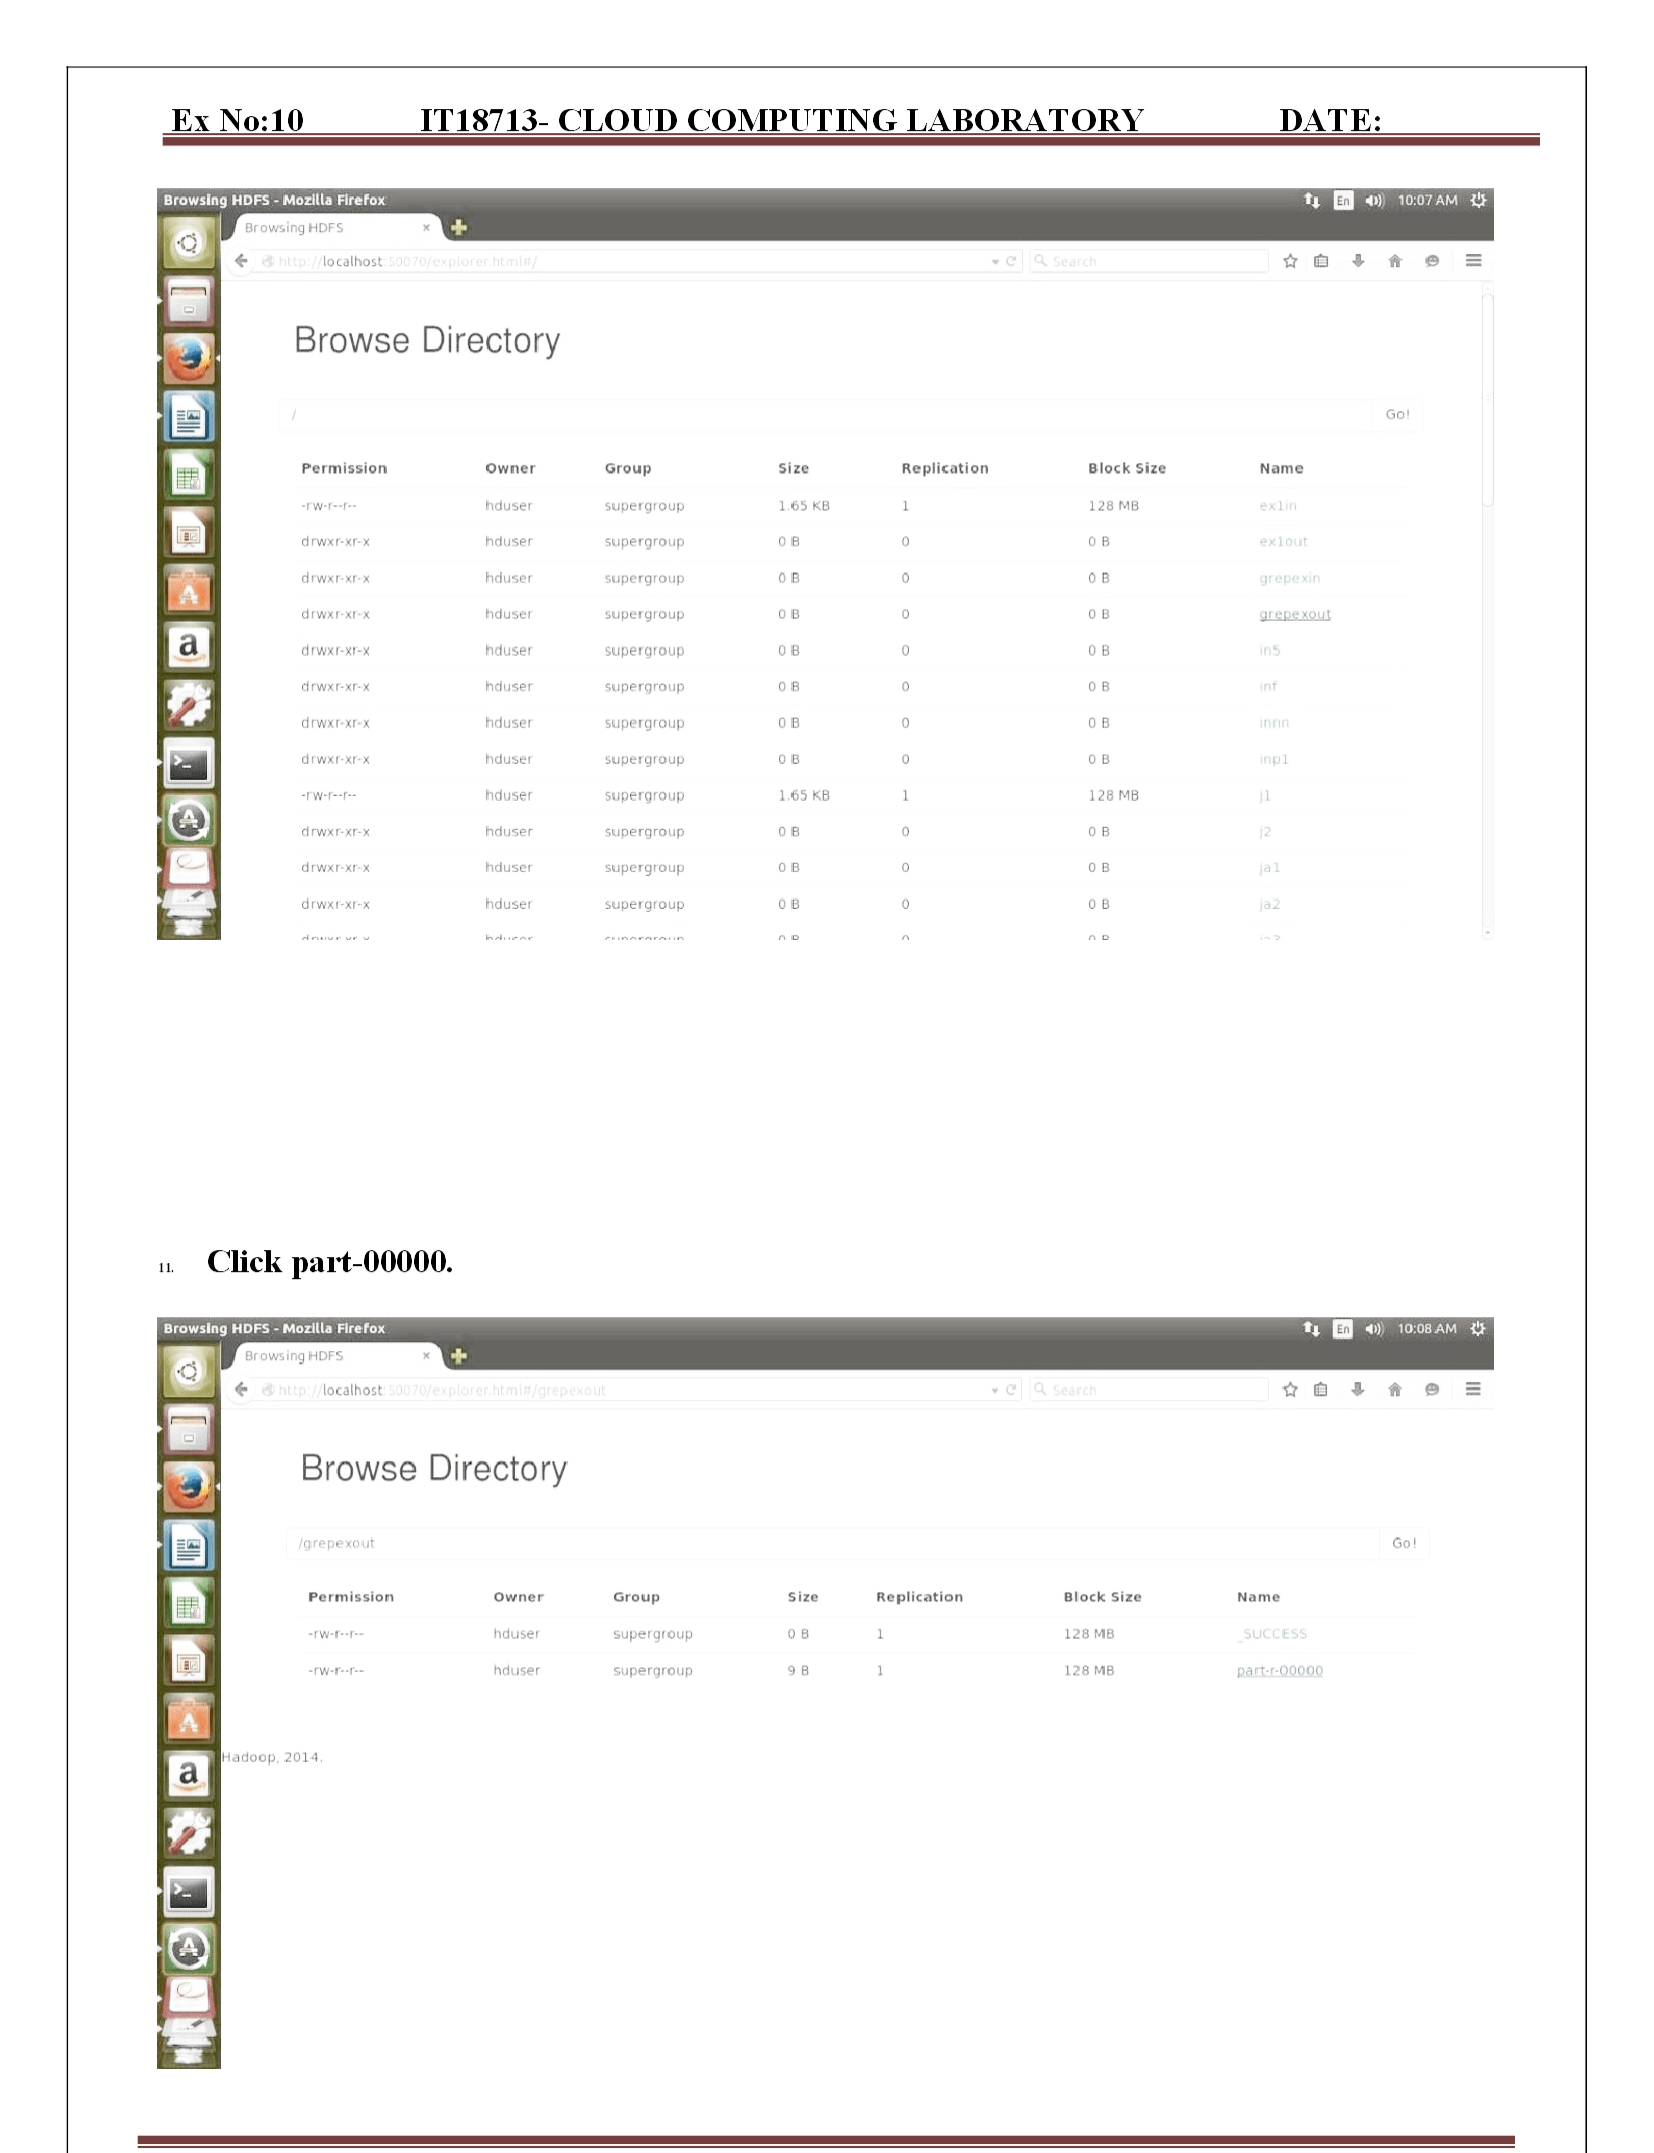 Ex No:10 IT18713- CLOUD COMPUTING LABORATORY DATE:
Browsing HDFS - Mozilla Firefox En 10:07 AM
Browsing HDFS
http://localhost:50070/explorer.html#/ Search
Browse Directory
/ Go!
Permission Owner Group Size Replication Block Size Name
-rw-r--r-- hduser supergroup 1.65 KB 1 128 MB ex1in
drwxr-xr-x hduser supergroup 0 B 0 0 B ex1out
drwxr-xr-x hduser supergroup 0 B 0 0 B grepexin
drwxr-xr-x hduser supergroup 0 B 0 0 B grepexout
drwxr-xr-x hduser supergroup 0 B 0 0 B in5
drwxr-xr-x hduser supergroup 0 B 0 0 B inf
drwxr-xr-x hduser supergroup 0 B 0 0 B innn
drwxr-xr-x hduser supergroup 0 B 0 0 B inp1
-rw-r--r-- hduser supergroup 1.65 KB 1 128 MB j1
drwxr-xr-x hduser supergroup 0 B 0 0 B j2
drwxr-xr-x hduser supergroup 0 B 0 0 B ja1
drwxr-xr-x hduser supergroup 0 B 0 0 B ja2
drwxr-xr-x hduser supergroup 0 B 0 0 B ja3
11. Click part-00000.
Browsing HDFS - Mozilla Firefox En 10:08 AM
Browsing HDFS
http://localhost:50070/explorer.html#/grepexout Search
Browse Directory
/grepexout Go!
Permission Owner Group Size Replication Block Size Name
-rw-r--r-- hduser supergroup 0 B 1 128 MB _SUCCESS
-rw-r--r-- hduser supergroup 9 B 1 128 MB part-r-00000
Hadoop, 2014.